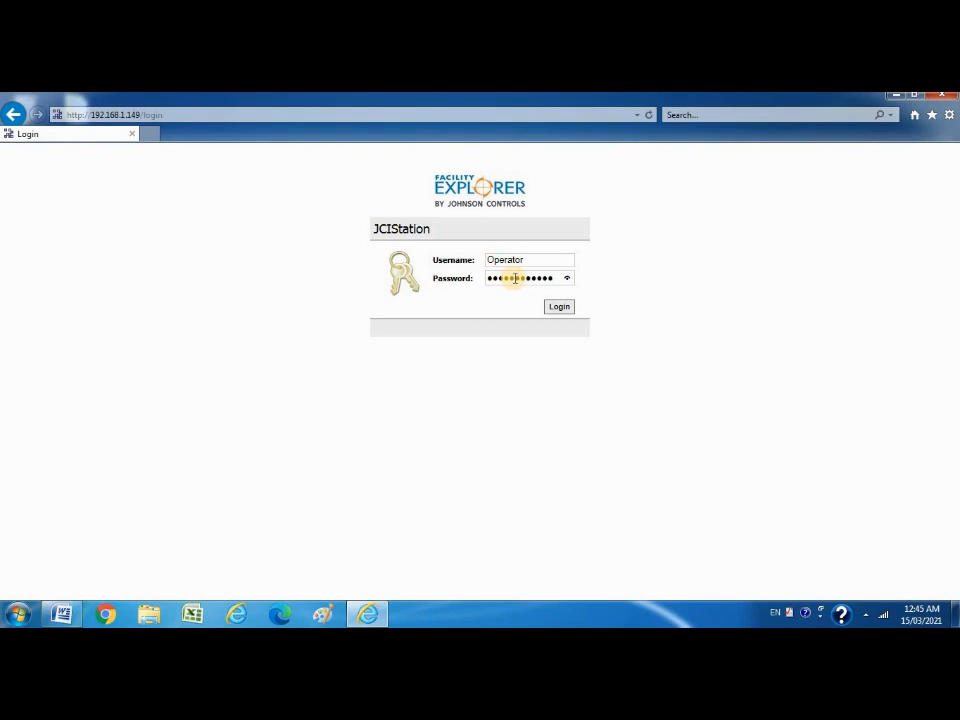 http://192.168.1.149/login
Search...
Login
FACILITY
EXPLORER
BY JOHNSON CONTROLS
JCIStation
Username: Operator
Password: ●●●●●●●●●●●●
Login
EN
12:45 AM
15/03/2021